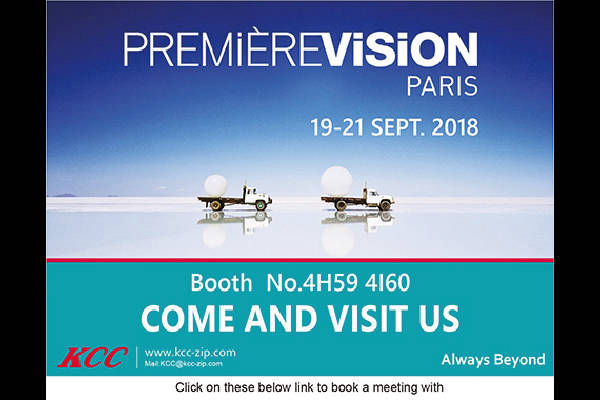 PREMIÈREViSiON
PARIS
19-21 SEPT. 2018
Booth No.4H59 4I60
COME AND VISIT US
KCC
www.kcc-zip.com
Mail: KCC@kcc-zip.com
Always Beyond
Click on these below link to book a meeting with